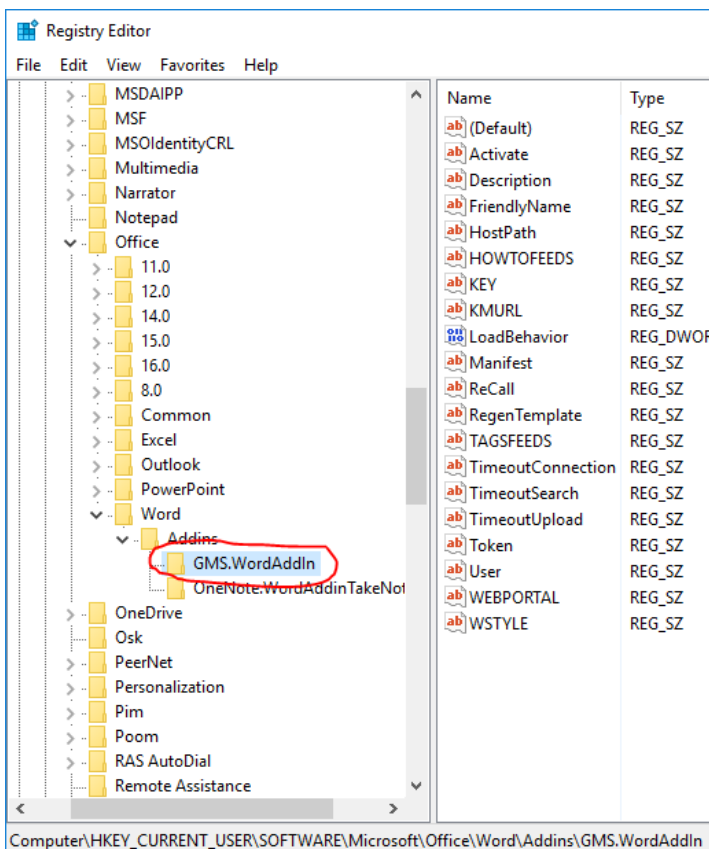 Registry Editor
File Edit View Favorites Help
MSDAIPP
MSF
MSOIdentityCRL
Multimedia
Narrator
Notepad
Office
11.0
12.0
14.0
15.0
16.0
8.0
Common
Excel
Outlook
PowerPoint
Word
Addins
GMS.WordAddIn
OneNote.WordAddinTakeNot
OneDrive
Osk
PeerNet
Personalization
Pim
Poom
RAS AutoDial
Remote Assistance
Name Type
(Default) REG_SZ
Activate REG_SZ
Description REG_SZ
FriendlyName REG_SZ
HostPath REG_SZ
HOWTOFEEDS REG_SZ
KEY REG_SZ
KMURL REG_SZ
LoadBehavior REG_DWOR
Manifest REG_SZ
ReCall REG_SZ
RegenTemplate REG_SZ
TAGSFEEDS REG_SZ
TimeoutConnection REG_SZ
TimeoutSearch REG_SZ
TimeoutUpload REG_SZ
Token REG_SZ
User REG_SZ
WEBPORTAL REG_SZ
WSTYLE REG_SZ
Computer\HKEY_CURRENT_USER\SOFTWARE\Microsoft\Office\Word\Addins\GMS.WordAddIn